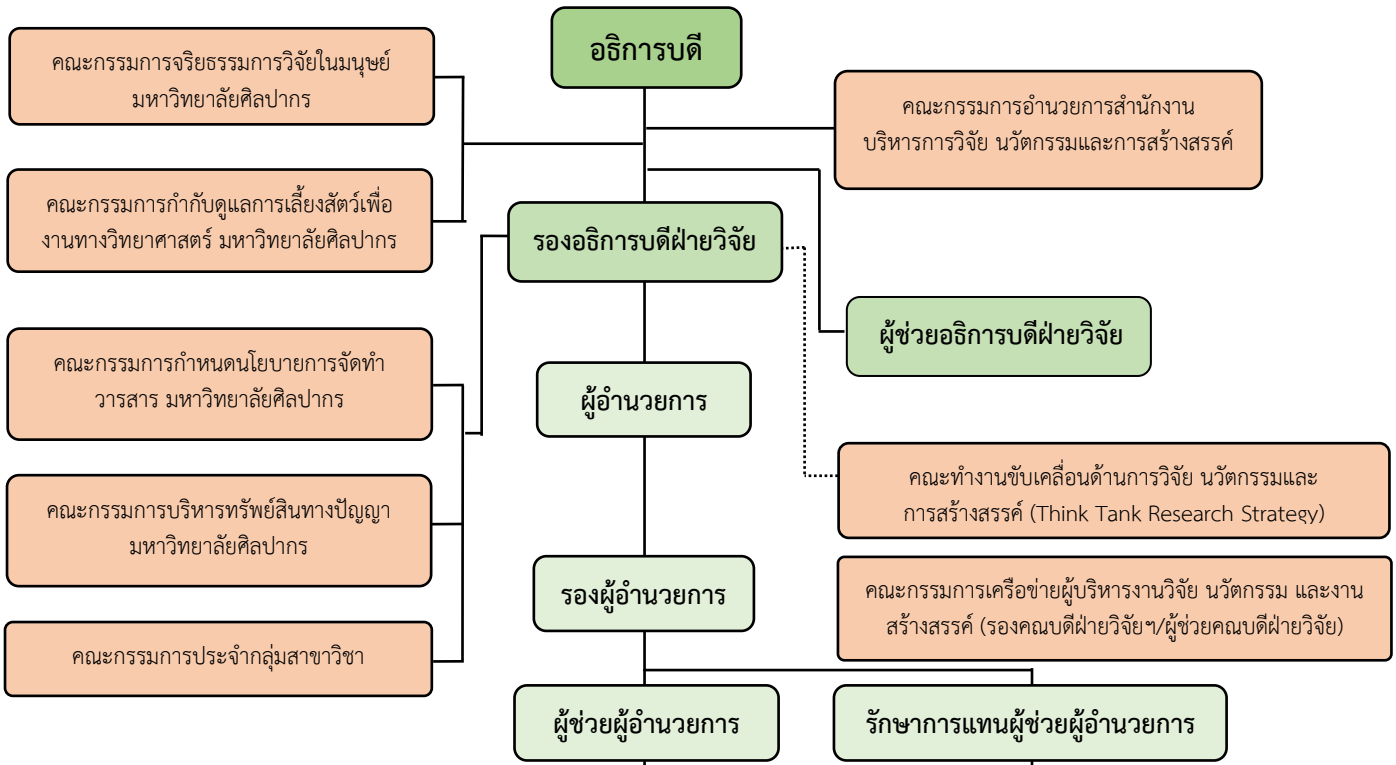 อธิการบดี
คณะกรรมการจริยธรรมการวิจัยในมนุษย์
มหาวิทยาลัยศิลปากร
คณะกรรมการอำนวยการสำนักงาน
บริหารการวิจัย นวัตกรรมและการสร้างสรรค์
คณะกรรมการกำกับดูแลการเลี้ยงสัตว์เพื่อ
งานทางวิทยาศาสตร์ มหาวิทยาลัยศิลปากร
รองอธิการบดีฝ่ายวิจัย
ผู้ช่วยอธิการบดีฝ่ายวิจัย
คณะกรรมการกำหนดนโยบายการจัดทำ
วารสาร มหาวิทยาลัยศิลปากร
ผู้อำนวยการ
คณะทำงานขับเคลื่อนด้านการวิจัย นวัตกรรมและ
การสร้างสรรค์ (Think Tank Research Strategy)
คณะกรรมการบริหารทรัพย์สินทางปัญญา
มหาวิทยาลัยศิลปากร
รองผู้อำนวยการ
คณะกรรมการเครือข่ายผู้บริหารงานวิจัย นวัตกรรม และงาน
สร้างสรรค์ (รองคณบดีฝ่ายวิจัยฯ/ผู้ช่วยคณบดีฝ่ายวิจัย)
คณะกรรมการประจำกลุ่มสาขาวิชา
ผู้ช่วยผู้อำนวยการ
รักษาการแทนผู้ช่วยผู้อำนวยการ